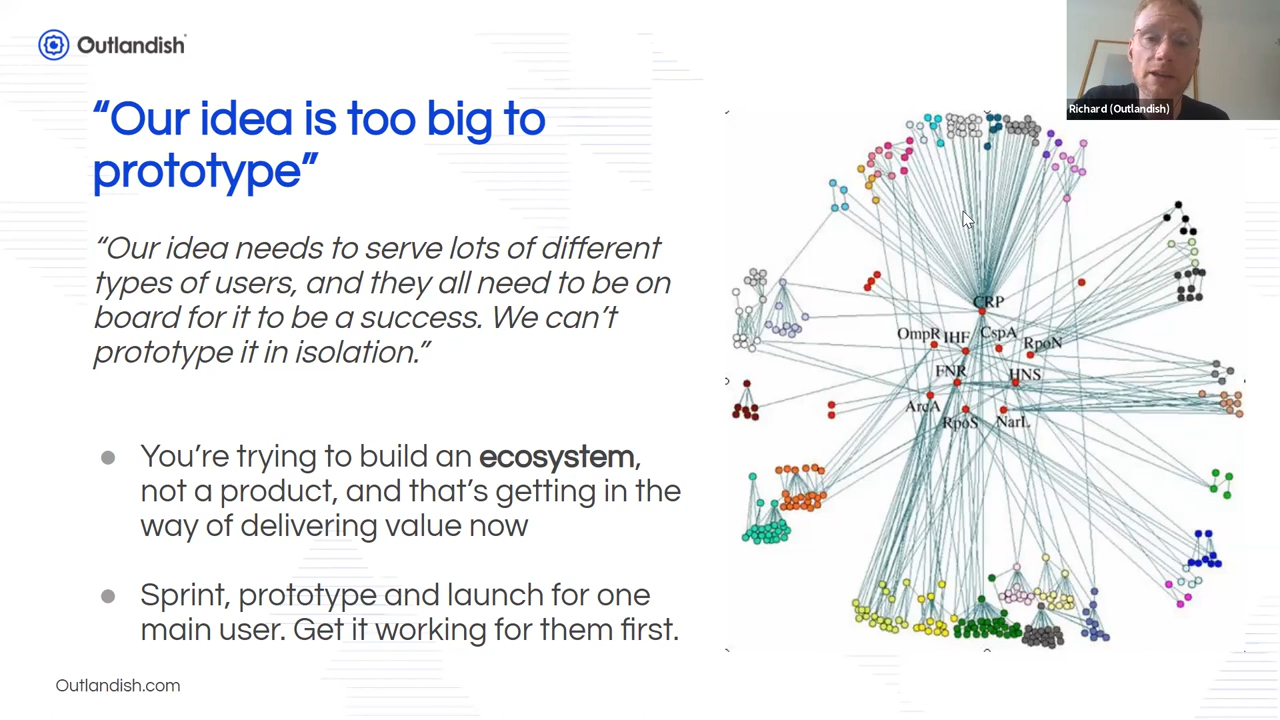 Outlandish
Richard (Outlandish)
“Our idea is too big to
prototype”
“Our idea needs to serve lots of different
types of users, and they all need to be on
board for it to be a success. We can’t
prototype it in isolation.”
● You’re trying to build an ecosystem,
not a product, and that’s getting in the
way of delivering value now
● Sprint, prototype and launch for one
main user. Get it working for them first.
CRP
OmpR IHF CspA RpoN
FNR HNS
ArcA RpoS NarL
Outlandish.com